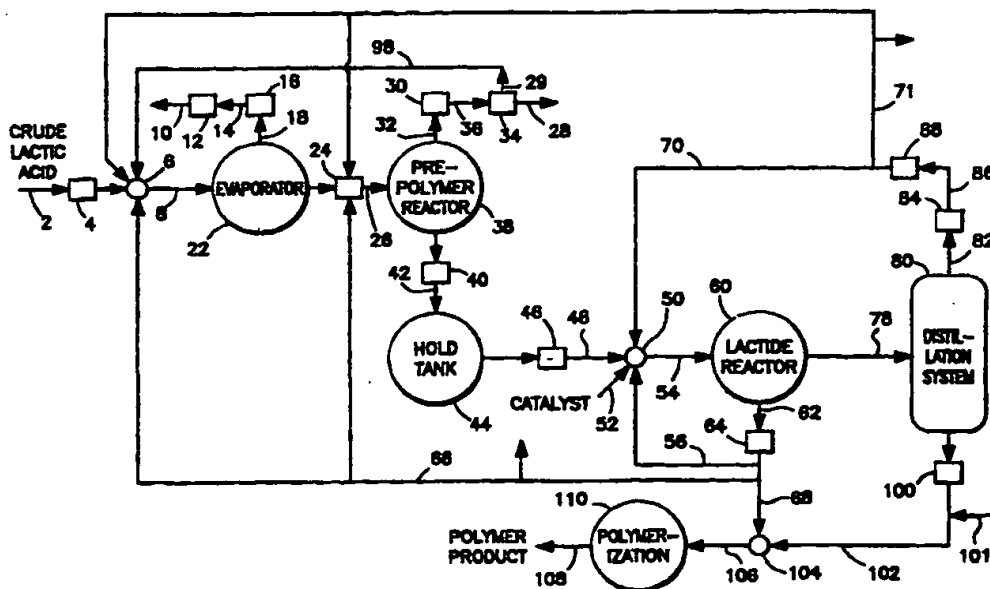 98
16
30
29
71
CRUDE
LACTIC
ACID
10
12
14
18
32
36
34
28
6
24
70
88
86
84
82
EVAPORATOR
PRE-
POLYMER
REACTOR
2
4
8
22
26
38
42
40
80
60
50
46
46
HOLD
TANK
LACTIDE
REACTOR
78
DISTIL-
LATION
SYSTEM
54
CATALYST
52
62
64
44
56
66
68
100
110
POLYMER
PRODUCT
POLYMER-
IZATION
108
106
104
102
101